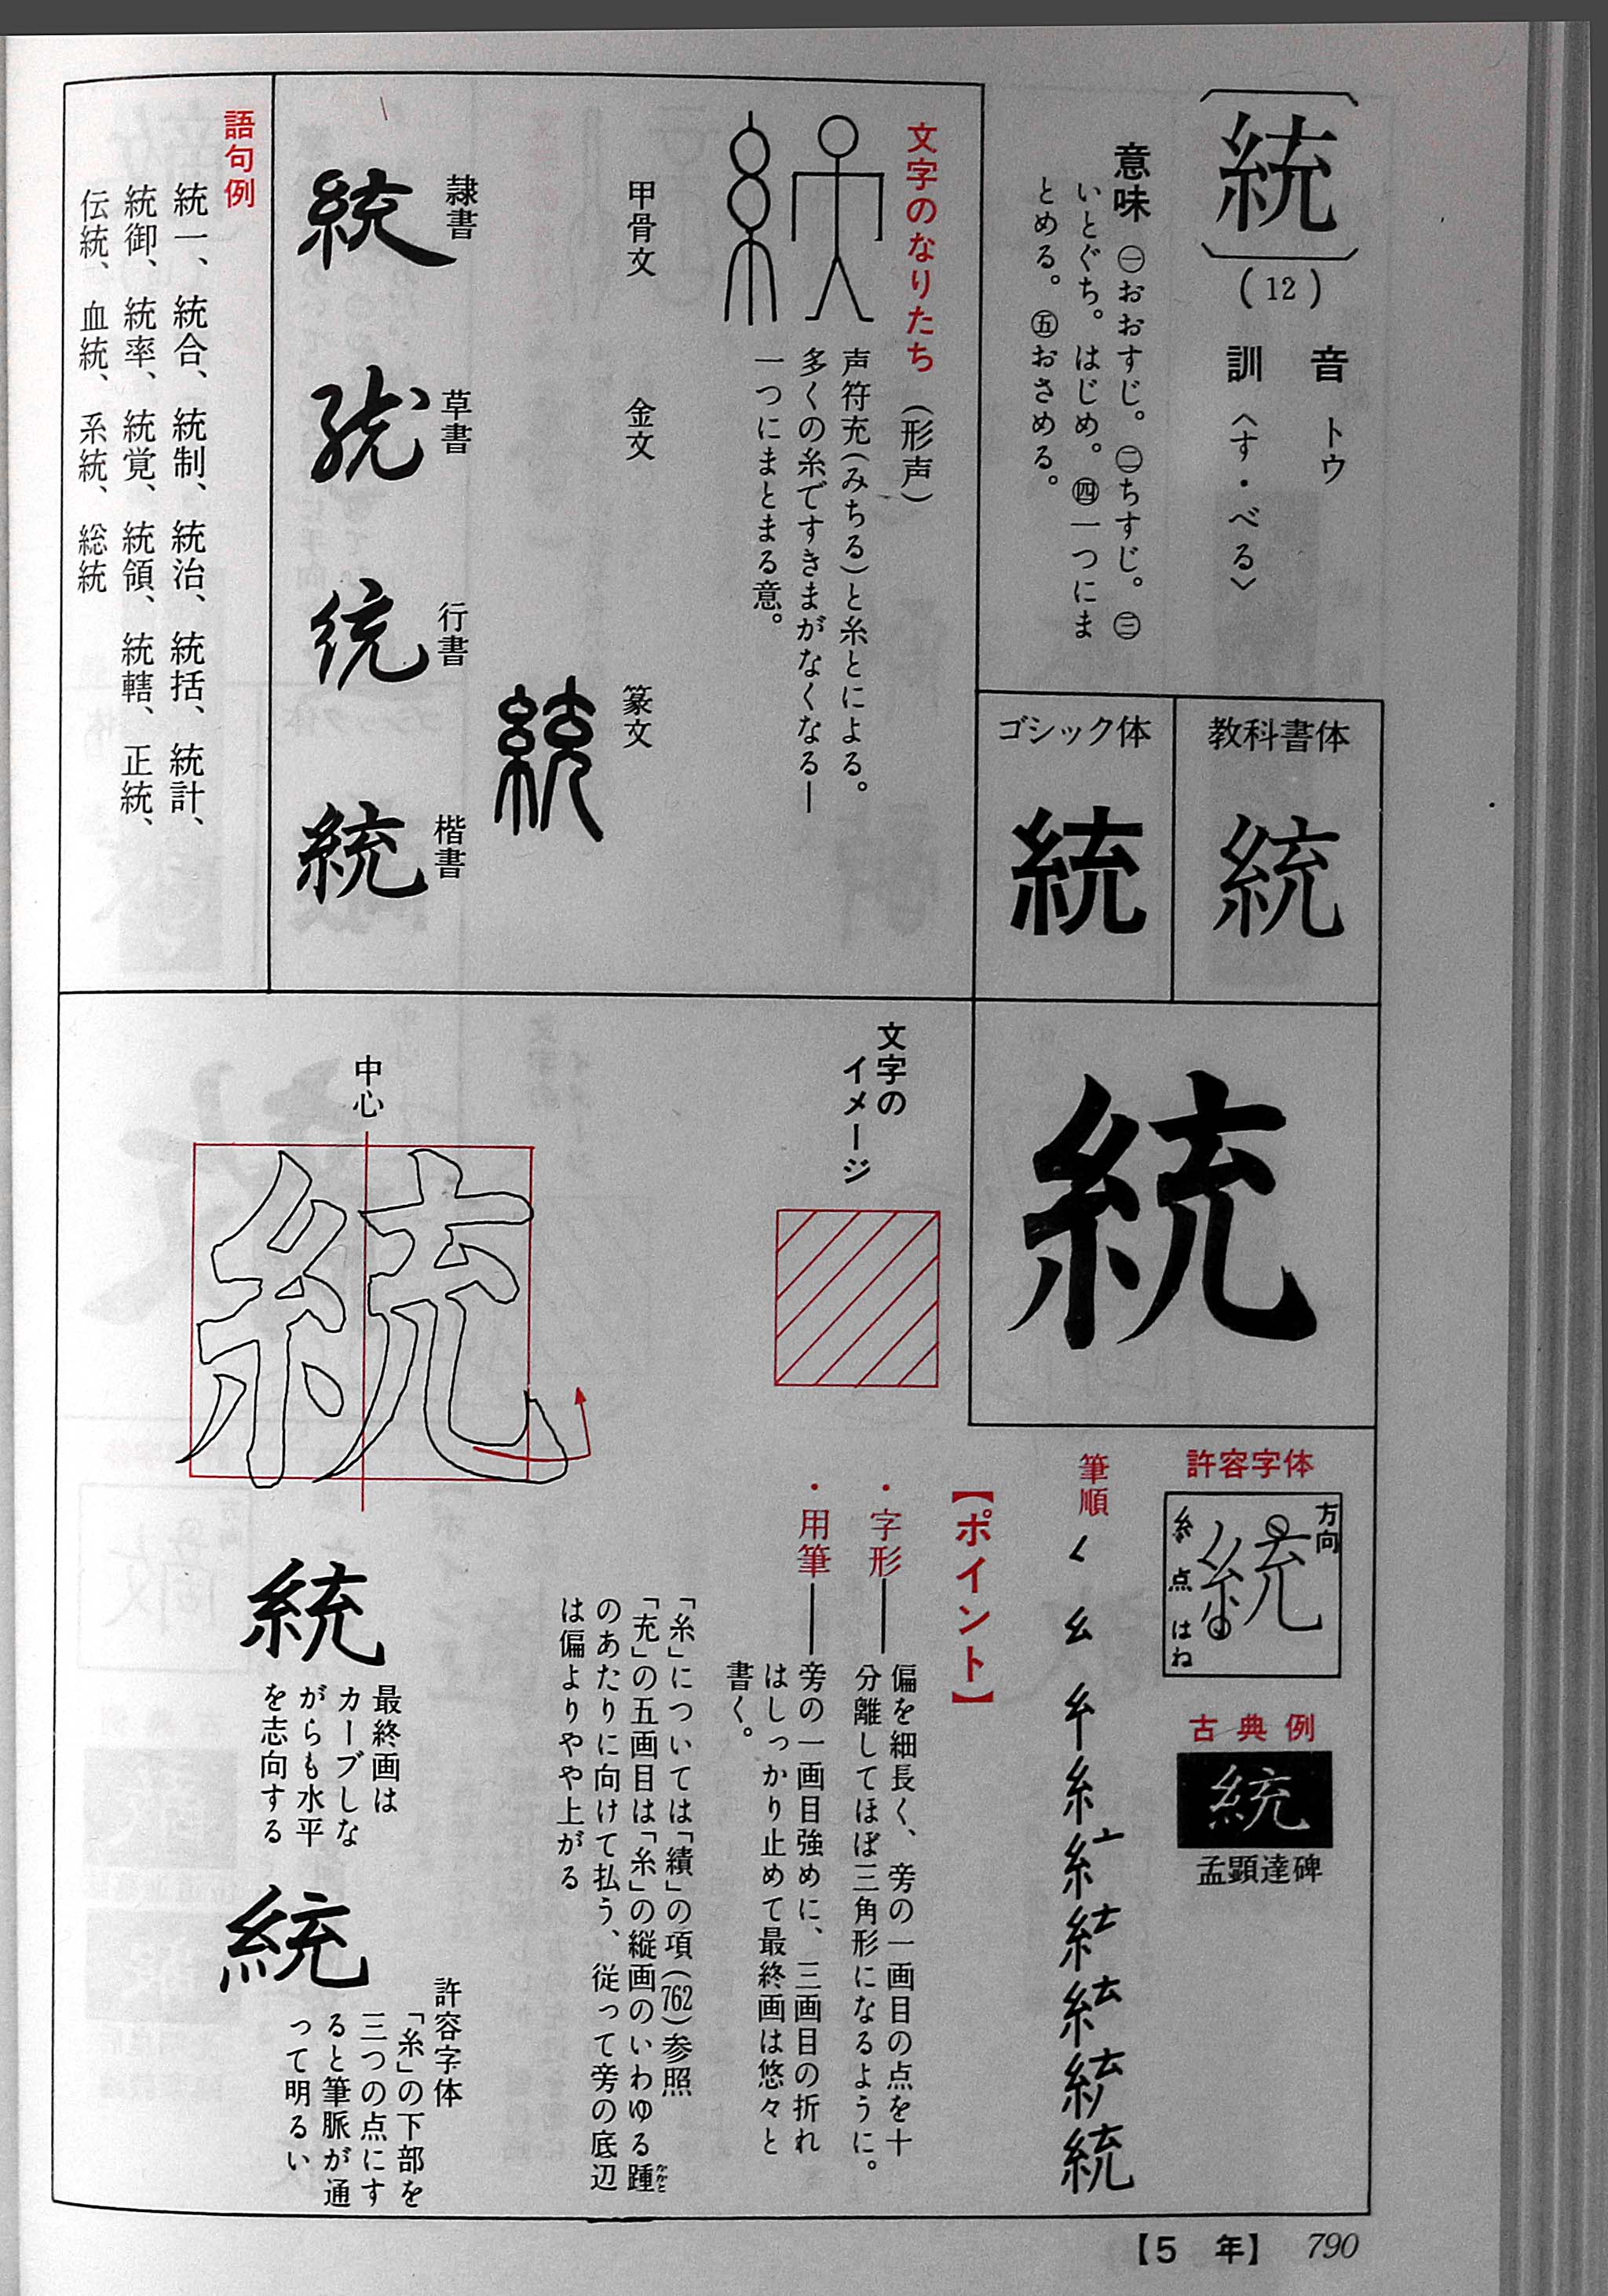 統
(12)
音 トウ
訓 〈す・べる〉
意味 ㊀おおすじ。㊁ちすじ。㊂
いとぐち。はじめ。㊃一つにま
とめる。㊄おさめる。
教科書体
統
ゴシック体
統
文字のなりたち (形声)
声符充(みちる)と糸とによる。
多くの糸ですきまがなくなる—
一つにまとまる意。
甲骨文
金文
篆文
統
隷書
統
草書
統
行書
統
楷書
統
語句例
統一、統合、統制、統治、統括、統計、
統御、統率、統覚、統領、統轄、正統、
伝統、血統、系統、総統
統
許容字体
方向
統
糸 点 はね
古典例
統
孟顕達碑
筆順
統
文字の
イメージ
中心
統
【ポイント】
・字形——偏を細長く、旁の一画目の点を十
分離してほぼ三角形になるように。
・用筆——旁の一画目強めに、三画目の折れ
はしっかり止めて最終画は悠々と
書く。
「糸」については「績」の項(762)参照
「充」の五画目は「糸」の縦画のいわゆる踵かかと
のあたりに向けて払う、従って旁の底辺
は偏よりやや上がる
統
最終画は
カーブしな
がらも水平
を志向する
統
許容字体
「糸」の下部を
三つの点にす
ると筆脈が通
って明るい
【5 年】 790